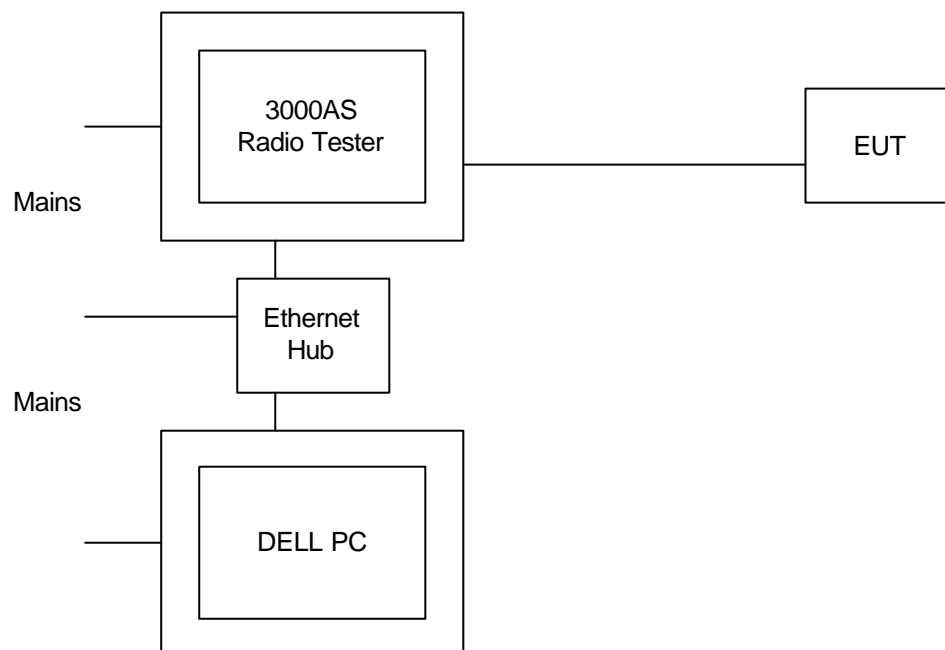 3000AS
Radio Tester
EUT
Mains
Ethernet
Hub
Mains
DELL PC